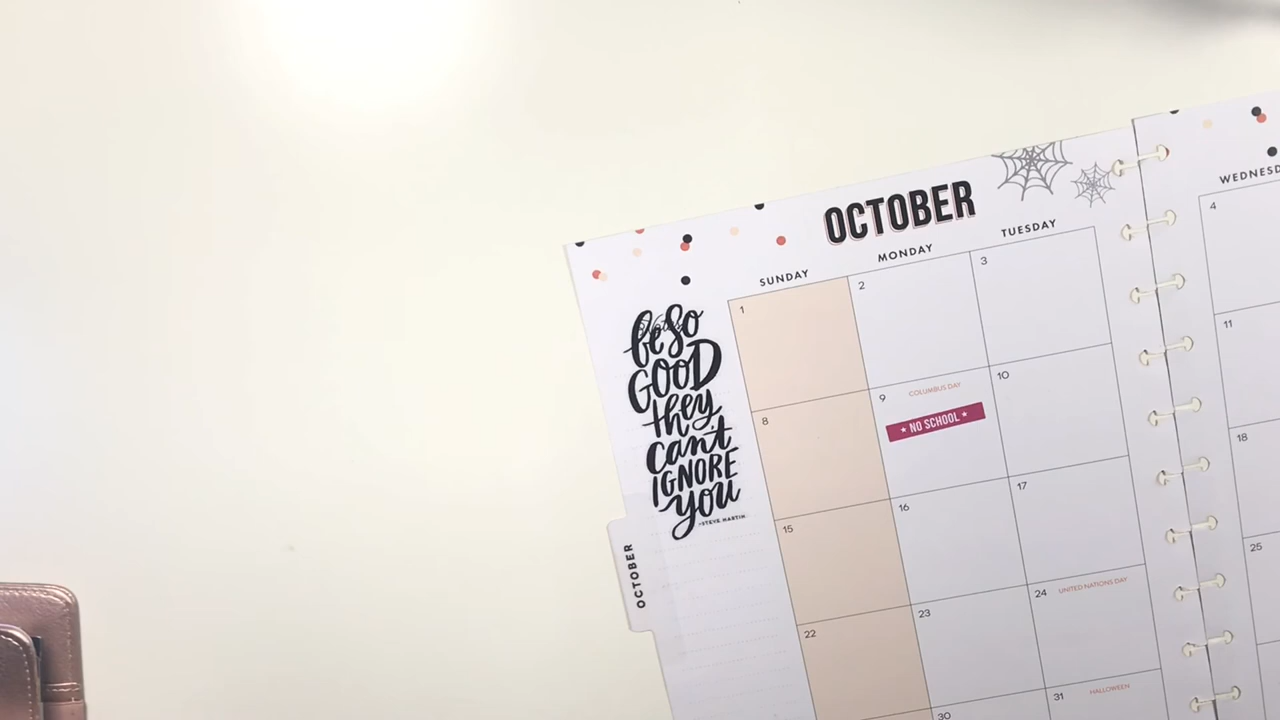 OCTOBER
SUNDAY MONDAY TUESDAY
WEDNESD
be so
GOOD
they
can't
IGNORE
you
-STEVE MARTIN
OCTOBER
1 2 3 4
8 9 COLUMBUS DAY 10 11
★ NO SCHOOL ★
15 16 17 18
22 23 24 UNITED NATIONS DAY 25
30 31 HALLOWEEN